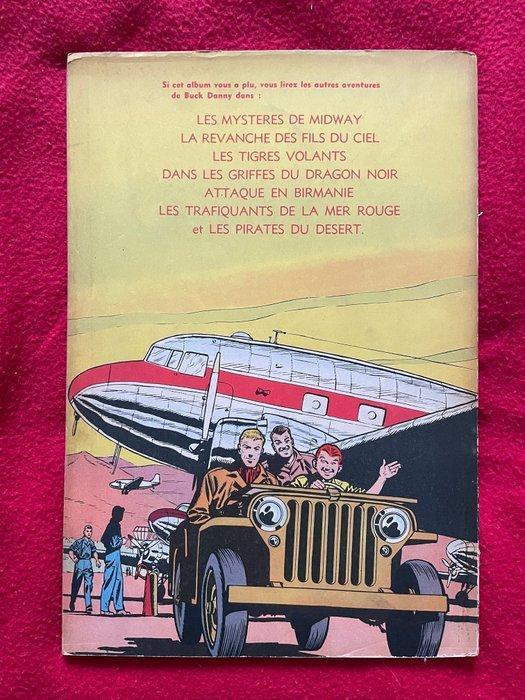 Si cet album vous a plu, vous lirez les autres aventures
de Buck Danny dans :
LES MYSTERES DE MIDWAY
LA REVANCHE DES FILS DU CIEL
LES TIGRES VOLANTS
DANS LES GRIFFES DU DRAGON NOIR
ATTAQUE EN BIRMANIE
LES TRAFIQUANTS DE LA MER ROUGE
et LES PIRATES DU DESERT.